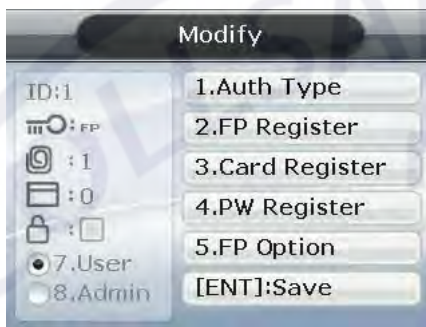 Modify
ID:1
: FP
: 1
: 0
:
7.User
8.Admin
1.Auth Type
2.FP Register
3.Card Register
4.PW Register
5.FP Option
[ENT]:Save